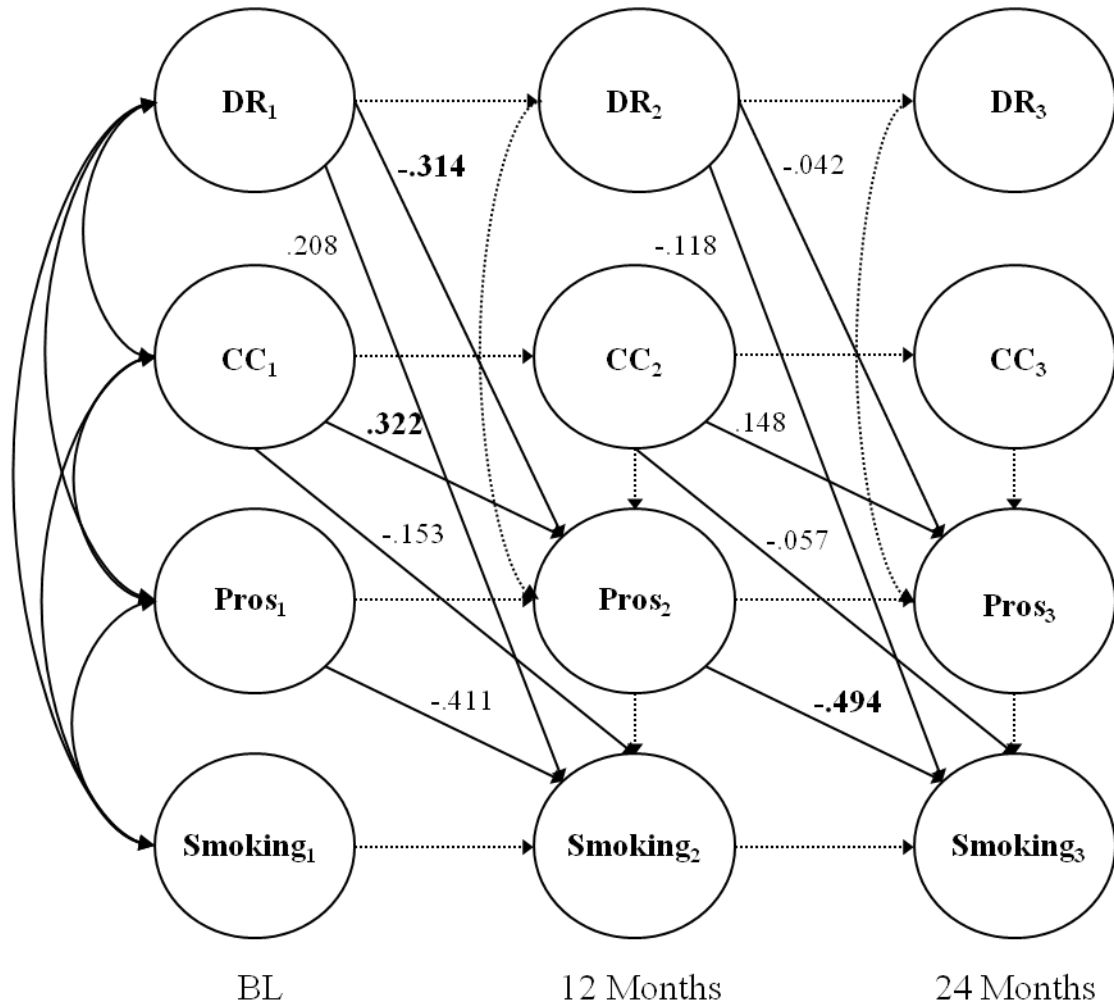 DR₁ DR₂ DR₃
-.314 -.042
.208 -.118
CC₁ CC₂ CC₃
.322 .148
-.153 -.057
Pros₁ Pros₂ Pros₃
-.411 -.494
Smoking₁ Smoking₂ Smoking₃
BL 12 Months 24 Months